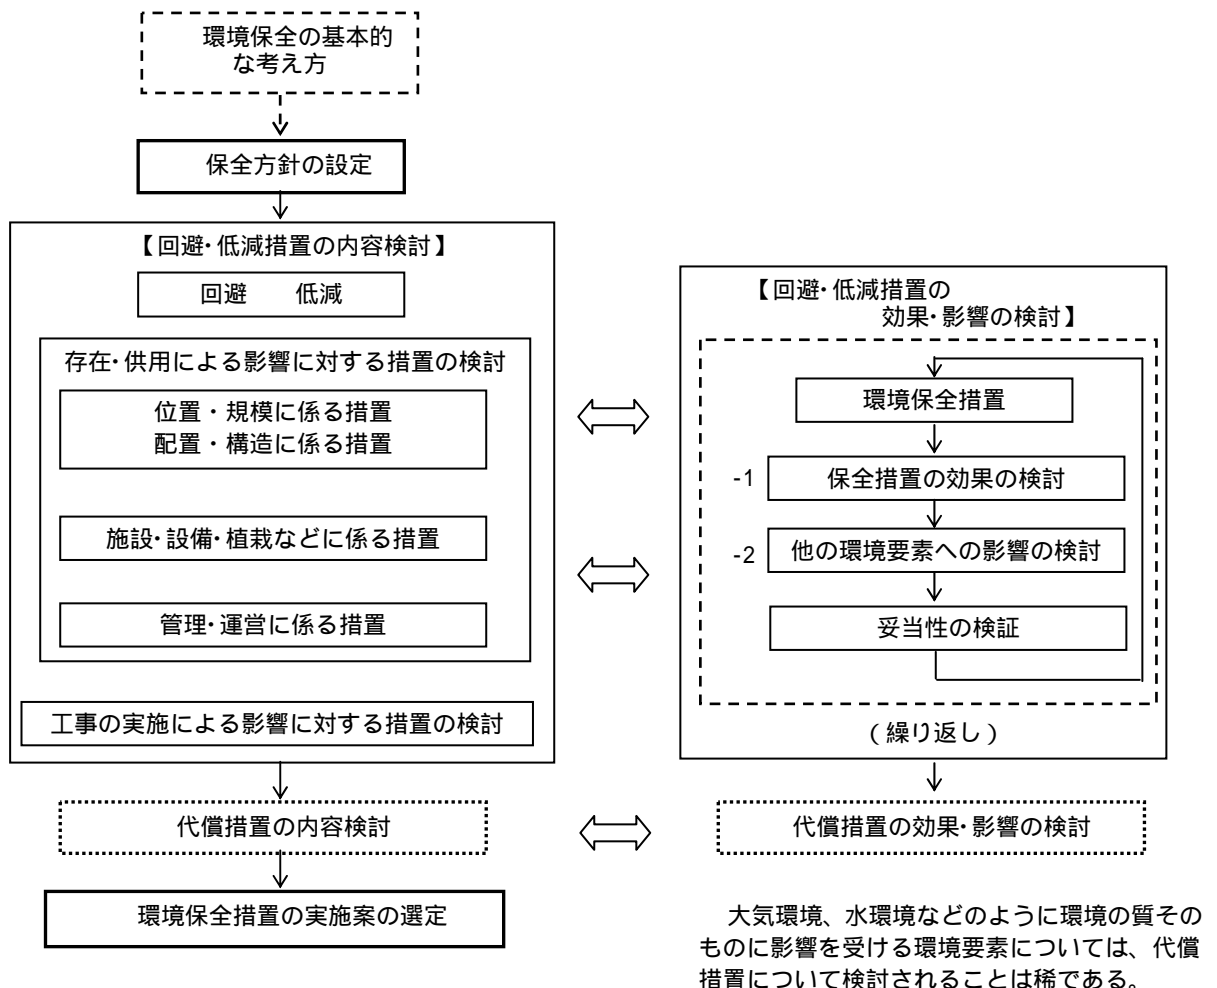 環境保全の基本的
な考え方
保全方針の設定
【回避・低減措置の内容検討】
回避　　低減
存在・供用による影響に対する措置の検討
位置・規模に係る措置
配置・構造に係る措置
施設・設備・植栽などに係る措置
管理・運営に係る措置
工事の実施による影響に対する措置の検討
代償措置の内容検討
環境保全措置の実施案の選定
【回避・低減措置の
効果・影響の検討】
環境保全措置
-1 保全措置の効果の検討
-2 他の環境要素への影響の検討
妥当性の検証
(繰り返し)
代償措置の効果・影響の検討
大気環境、水環境などのように環境の質その
ものに影響を受ける環境要素については、代償
措置について検討されることは稀である。